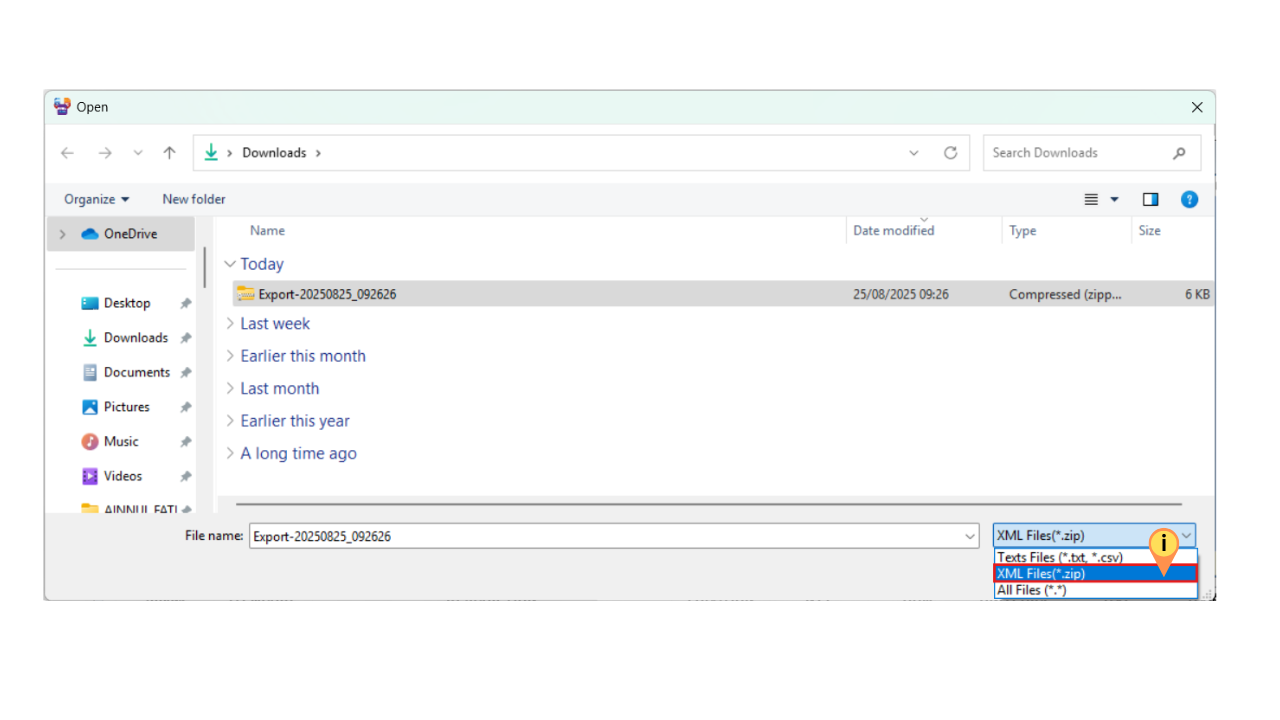 Open
Downloads
Search Downloads
Organize
New folder
?
OneDrive
Name
Date modified
Type
Size
Today
Export-20250825_092626
25/08/2025 09:26
Compressed (zipp...
6 KB
Last week
Earlier this month
Last month
Earlier this year
A long time ago
Desktop
Downloads
Documents
Pictures
Music
Videos
AINNUL FATI
File name:
Export-20250825_092626
XML Files(*.zip)
i
Texts Files (*.txt, *.csv)
XML Files(*.zip)
All Files (*.*)